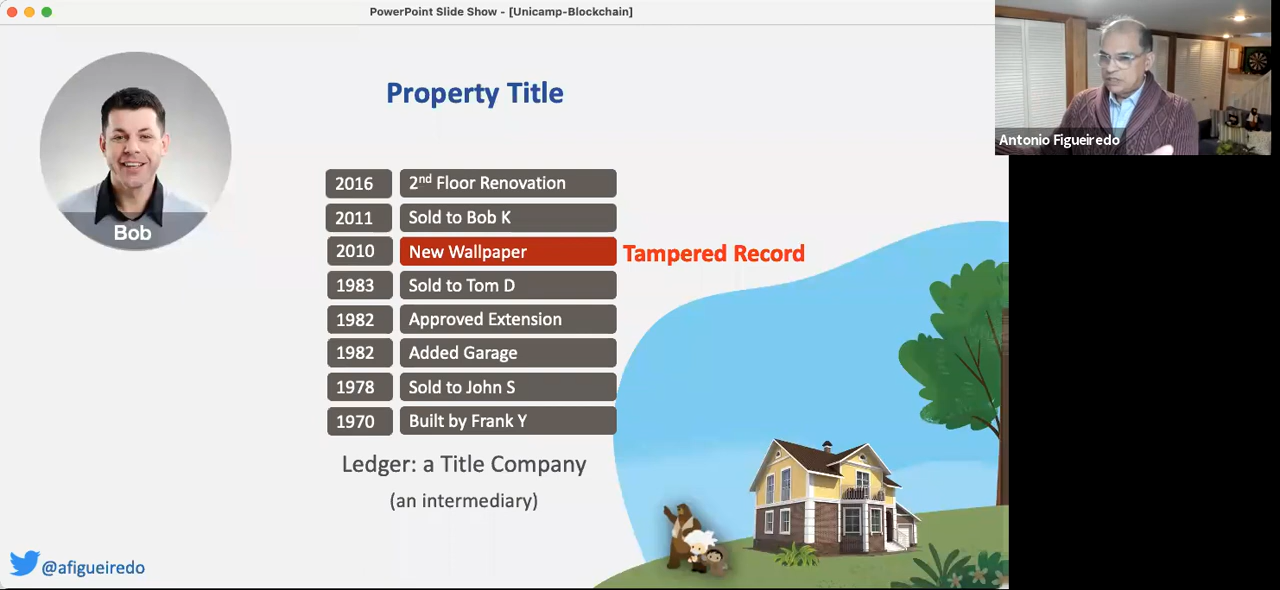 PowerPoint Slide Show - [Unicamp-Blockchain]
Property Title
Bob
2016 2nd Floor Renovation
2011 Sold to Bob K
2010 New Wallpaper Tampered Record
1983 Sold to Tom D
1982 Approved Extension
1982 Added Garage
1978 Sold to John S
1970 Built by Frank Y
Ledger: a Title Company
(an intermediary)
@afigueiredo
Antonio Figueiredo